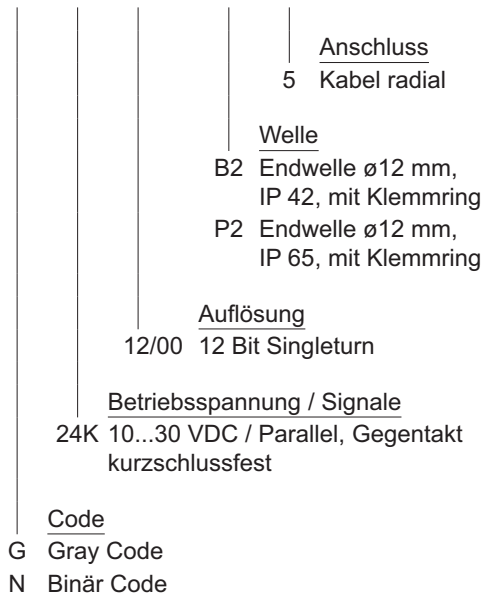 Anschluss
5 Kabel radial
Welle
B2 Endwelle ø12 mm,
IP 42, mit Klemmring
P2 Endwelle ø12 mm,
IP 65, mit Klemmring
Auflösung
12/00 12 Bit Singleturn
Betriebsspannung / Signale
24K 10...30 VDC / Parallel, Gegentakt
kurzschlussfest
Code
G Gray Code
N Binär Code